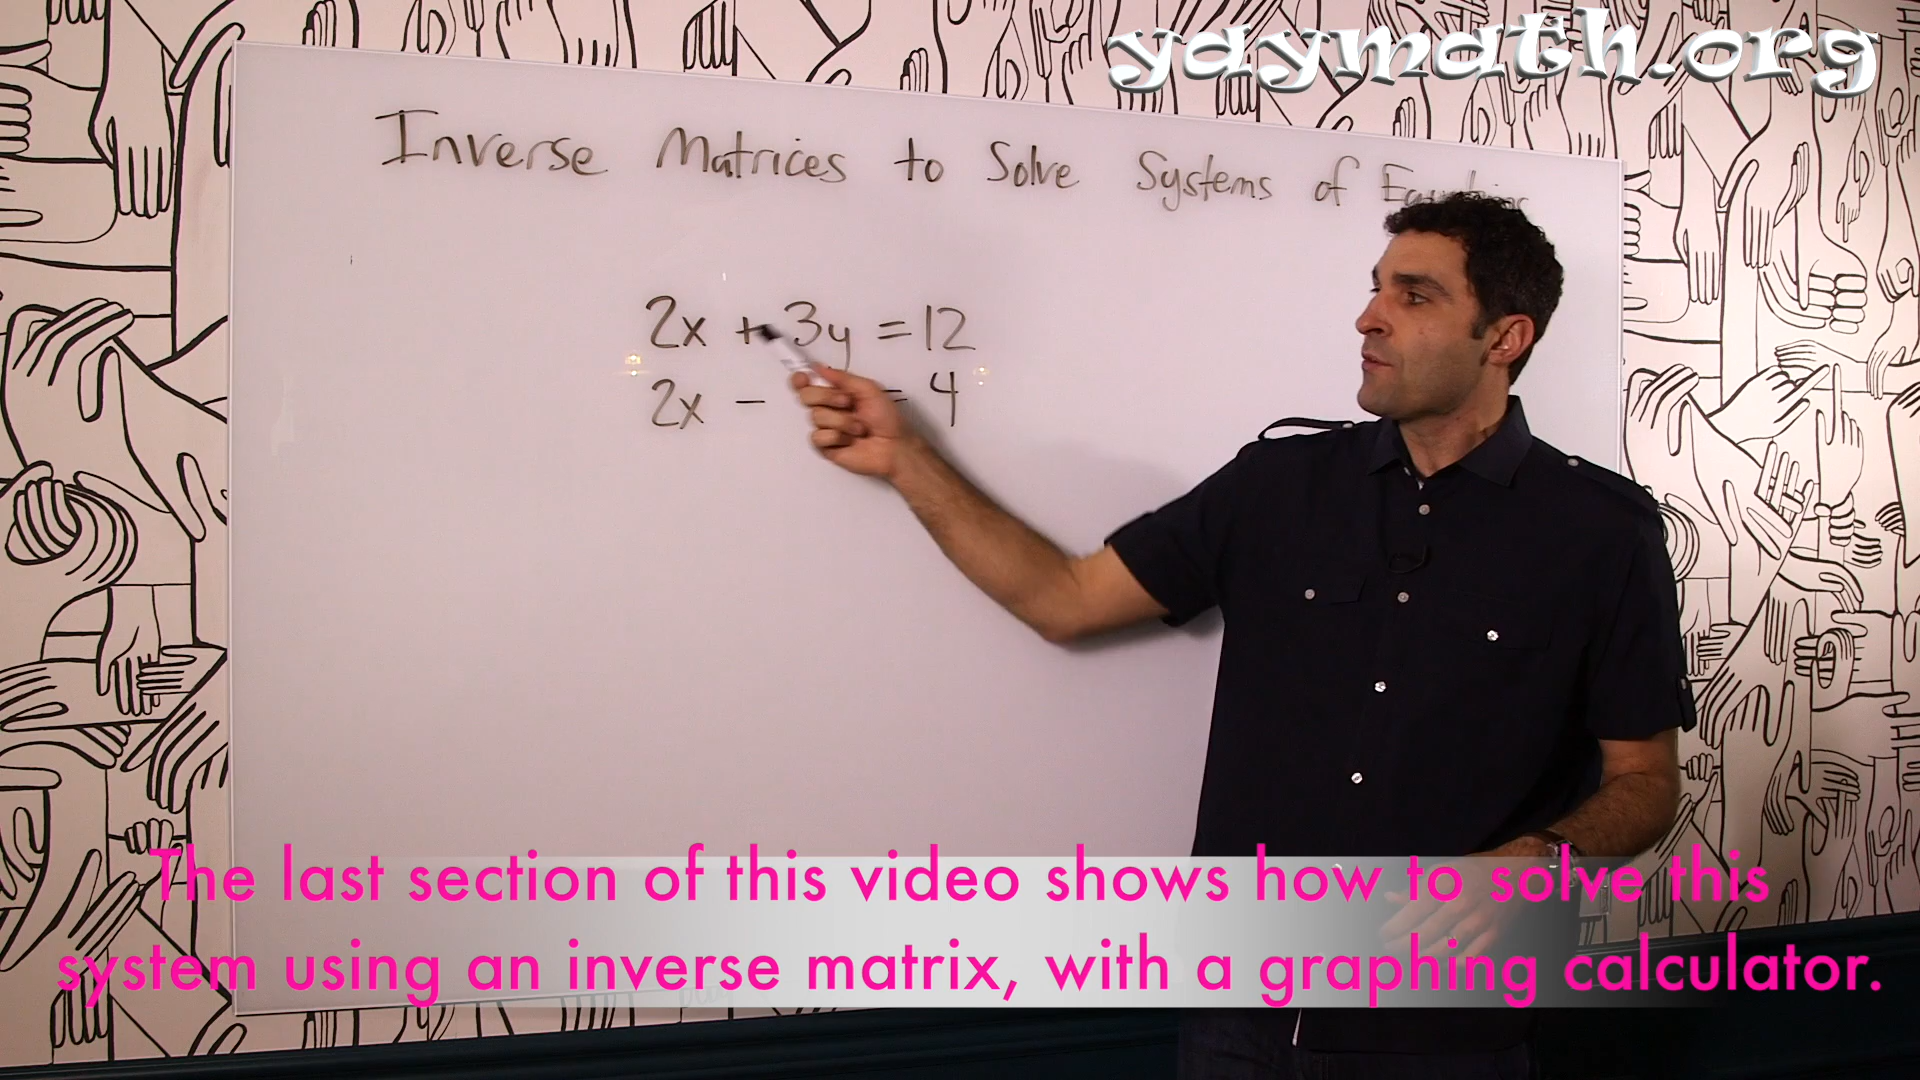 yaymath.org
Inverse Matrices to Solve Systems of
2x + 3y = 12
2x - = 4
The last section of this video shows how to solve this
system using an inverse matrix, with a graphing calculator.